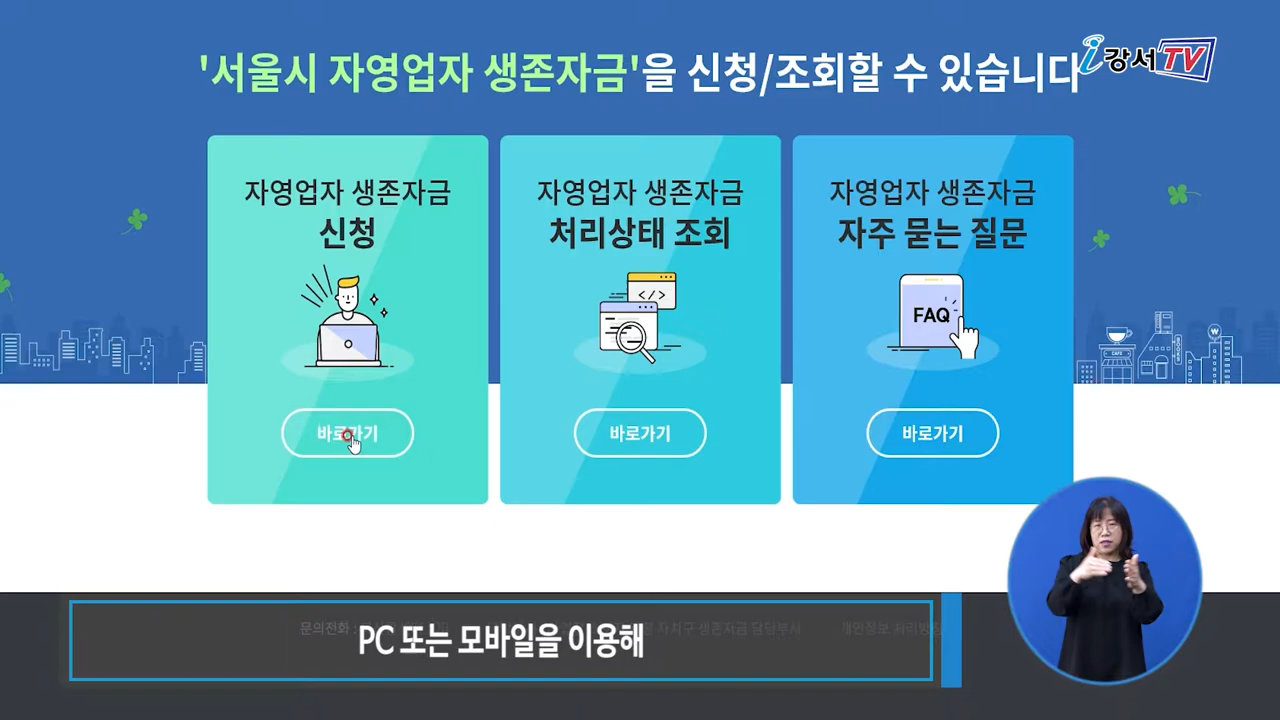 '서울시 자영업자 생존자금'을 신청/조회할 수 있습니다
i강서TV
자영업자 생존자금
신청
바로가기
자영업자 생존자금
처리상태 조회
</>
바로가기
자영업자 생존자금
자주 묻는 질문
FAQ
바로가기
CAFE
W
문의전화 :
자치구 생존자금 담당부서
개인정보 처리방침
PC 또는 모바일을 이용해